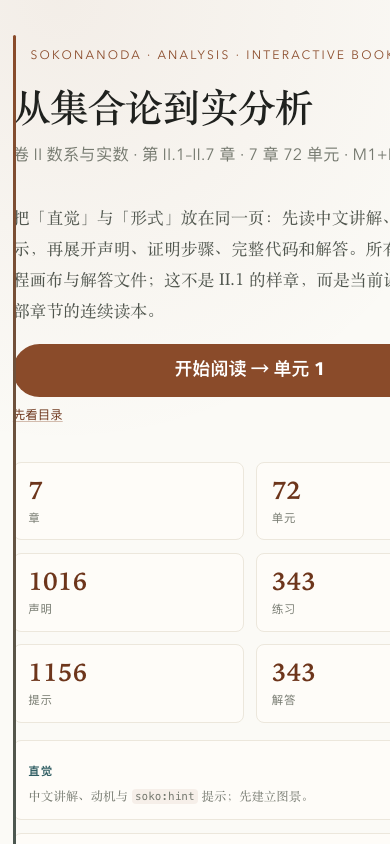 SOKONANODA · ANALYSIS · INTERACTIVE BOOK
从集合论到实分析
卷 II 数系与实数 · 第 II.1–II.7 章 · 7 章 72 单元 · M1+
把「直觉」与「形式」放在同一页：先读中文讲解、
示，再展开声明、证明步骤、完整代码和解答。所有
程画布与解答文件；这不是 II.1 的样章，而是当前
部章节的连续读本。
开始阅读 → 单元 1
先看目录
7
章
72
单元
1016
声明
343
练习
1156
提示
343
解答
直觉
中文讲解、动机与 soko:hint 提示；先建立图景。